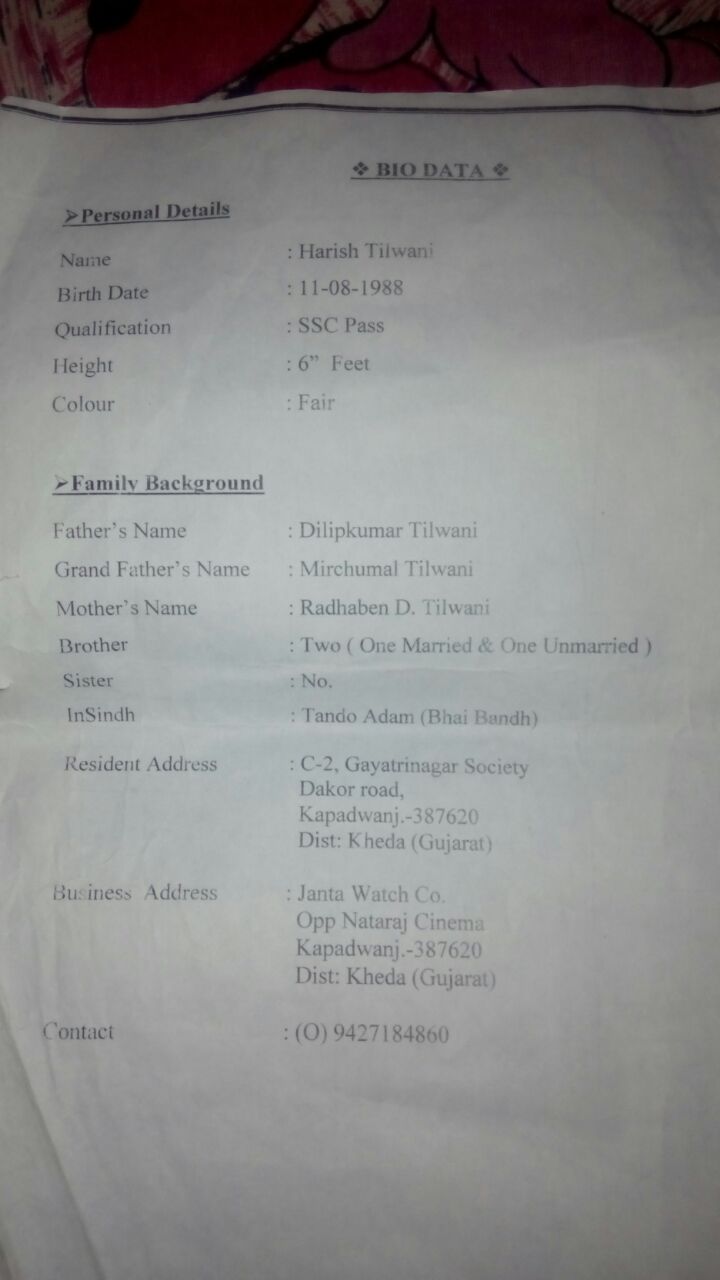 ❖ BIO DATA ❖
➢Personal Details
Name : Harish Tilwani
Birth Date : 11-08-1988
Qualification : SSC Pass
Height : 6” Feet
Colour : Fair
➢Family Background
Father’s Name : Dilipkumar Tilwani
Grand Father’s Name : Mirchumal Tilwani
Mother’s Name : Radhaben D. Tilwani
Brother : Two ( One Married & One Unmarried )
Sister : No.
InSindh : Tando Adam (Bhai Bandh)
Resident Address : C-2, Gayatrinagar Society
Dakor road,
Kapadwanj.-387620
Dist: Kheda (Gujarat)
Business Address : Janta Watch Co.
Opp Nataraj Cinema
Kapadwanj.-387620
Dist: Kheda (Gujarat)
Contact : (O) 9427184860